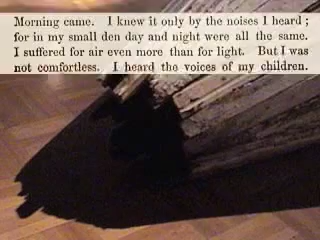 Morning came. I knew it only by the noises I heard;
for in my small den day and night were all the same.
I suffered for air even more than for light. But I was
not comfortless. I heard the voices of my children.